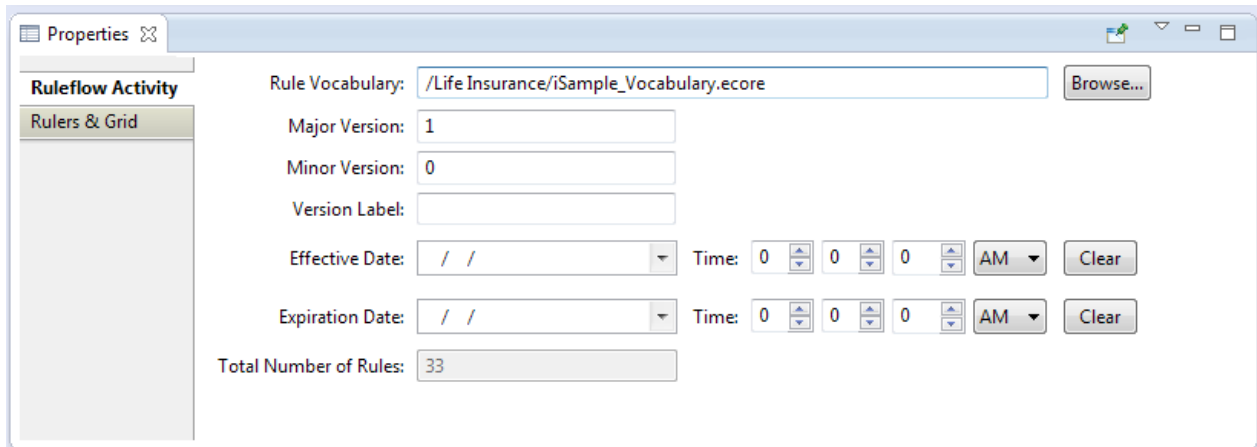 Properties
Ruleflow Activity
Rulers & Grid
Rule Vocabulary: /Life Insurance/iSample_Vocabulary.ecore Browse...
Major Version: 1
Minor Version: 0
Version Label:
Effective Date: / / Time: 0 0 0 AM Clear
Expiration Date: / / Time: 0 0 0 AM Clear
Total Number of Rules: 33